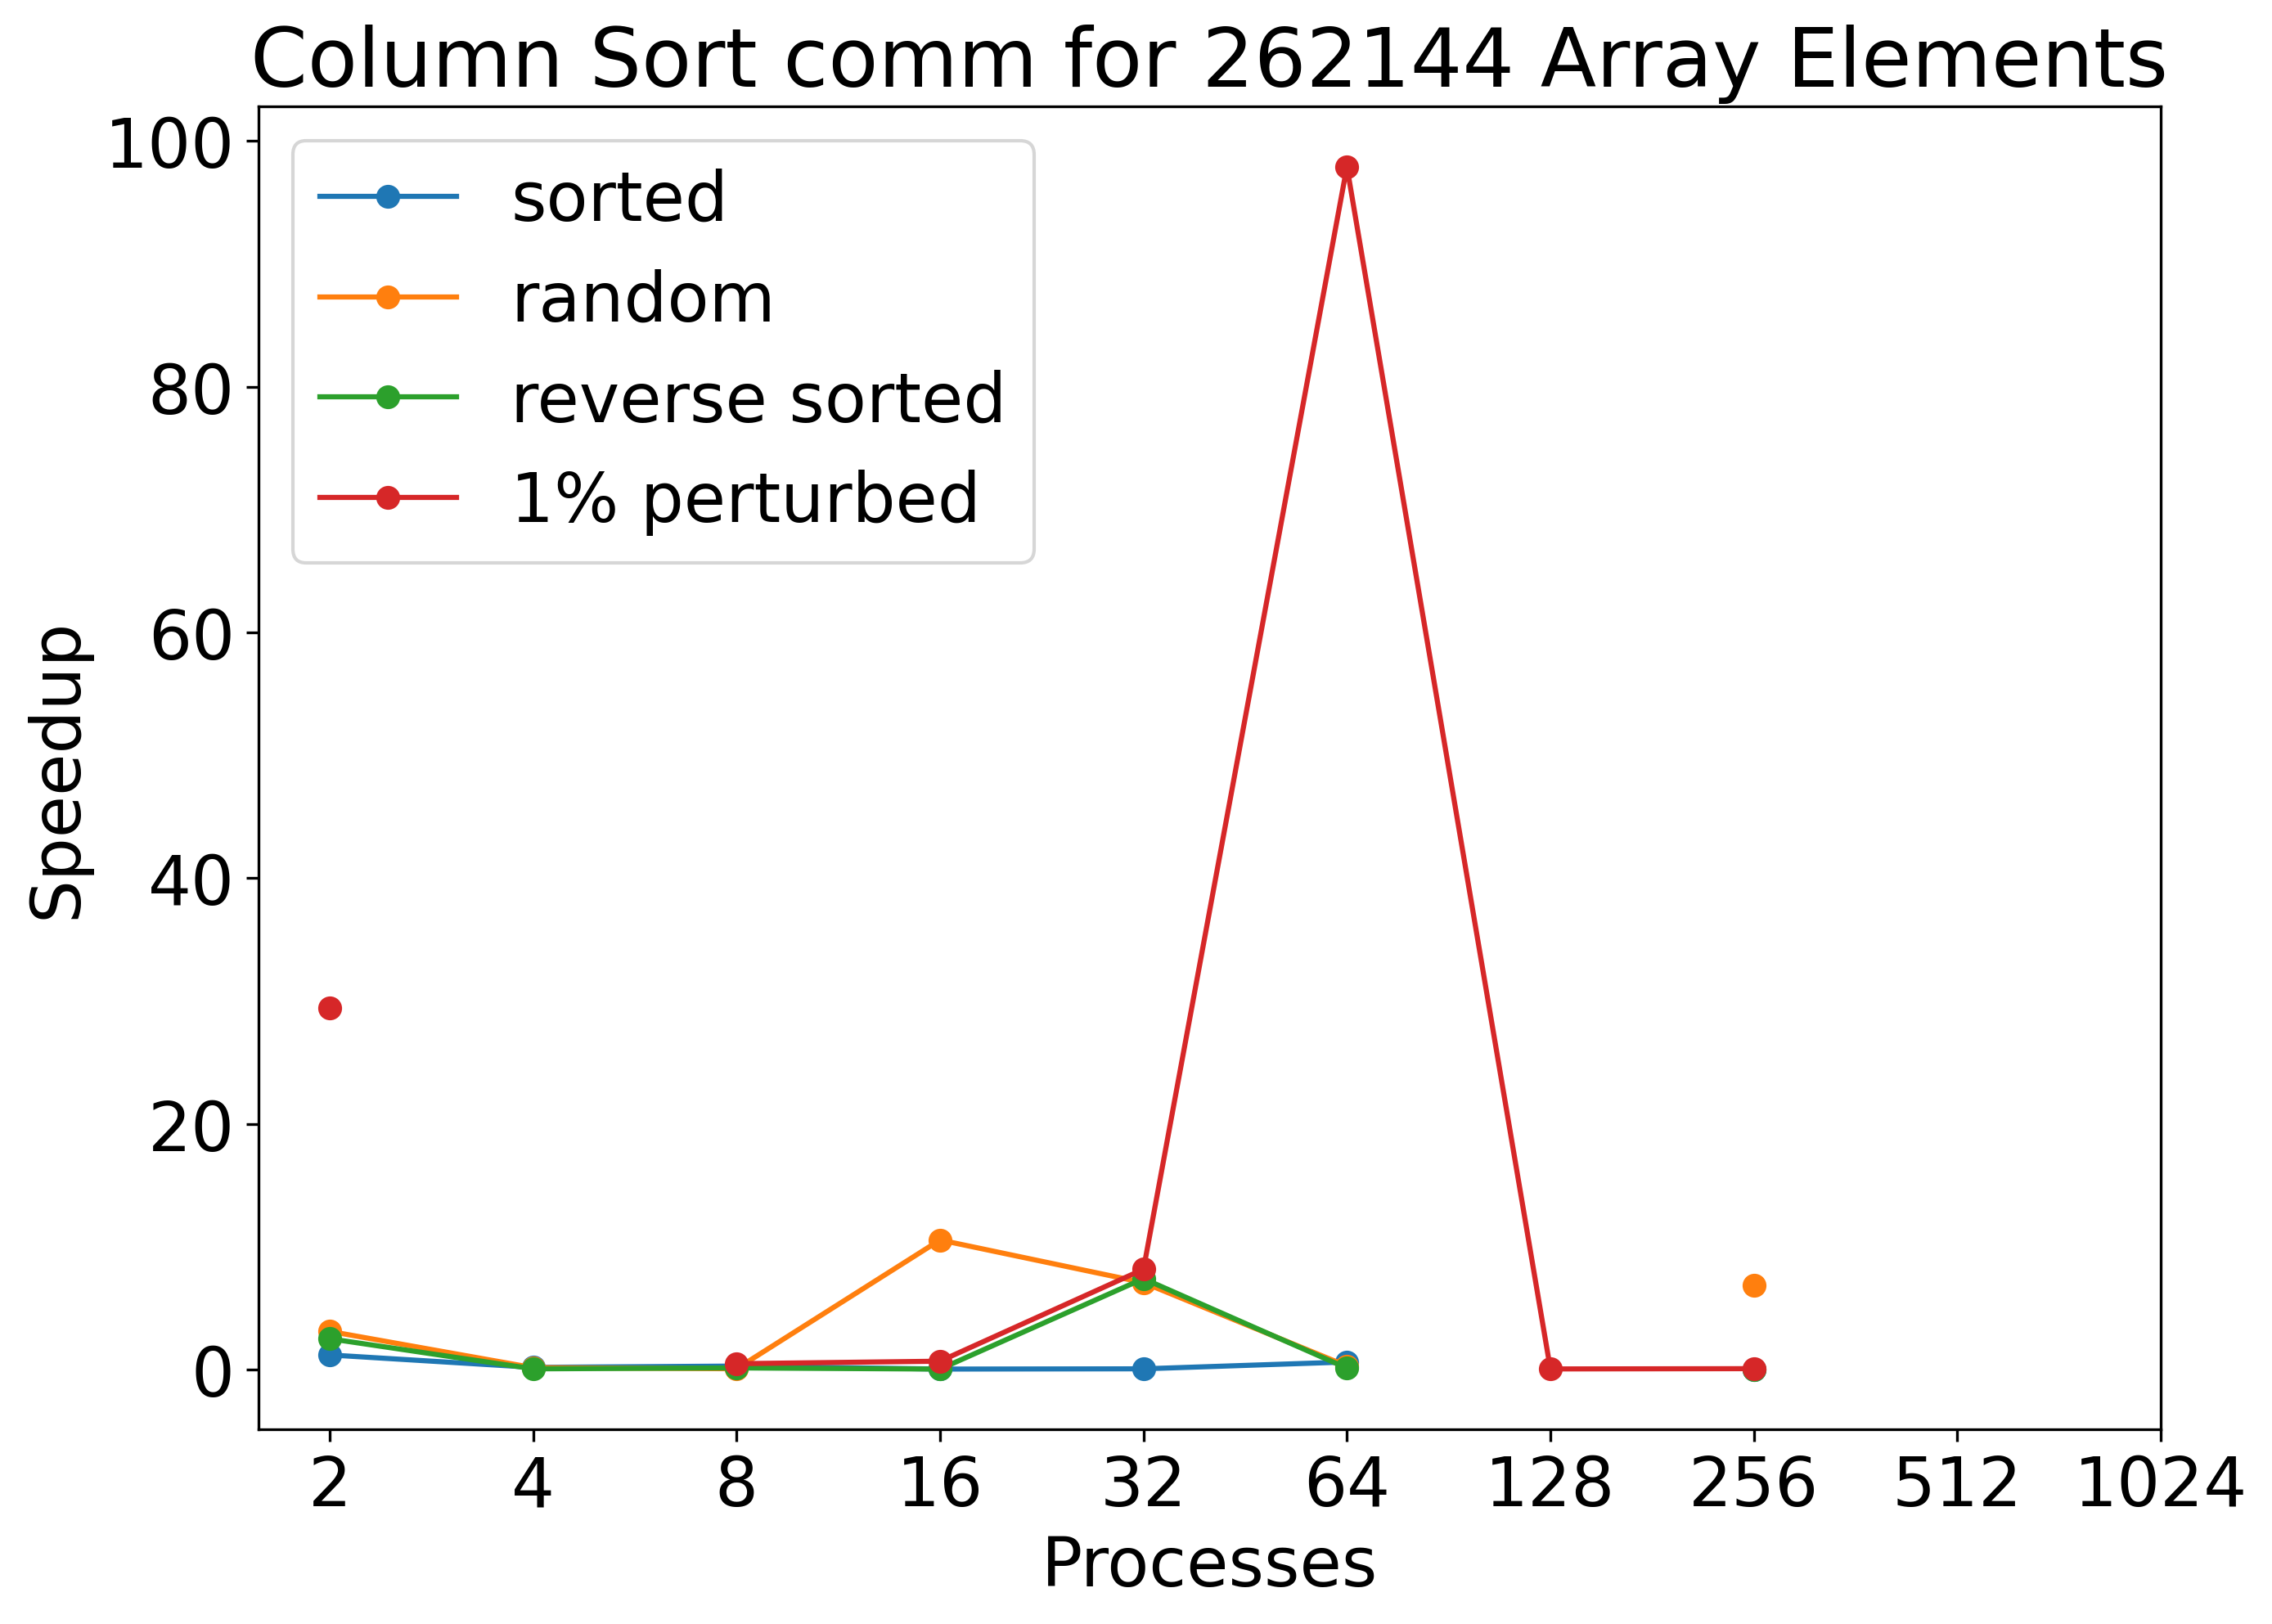 Column Sort comm for 262144 Array Elements
100
80
60
40
20
0
Speedup
sorted
random
reverse sorted
1% perturbed
2 4 8 16 32 64 128 256 512 1024
Processes